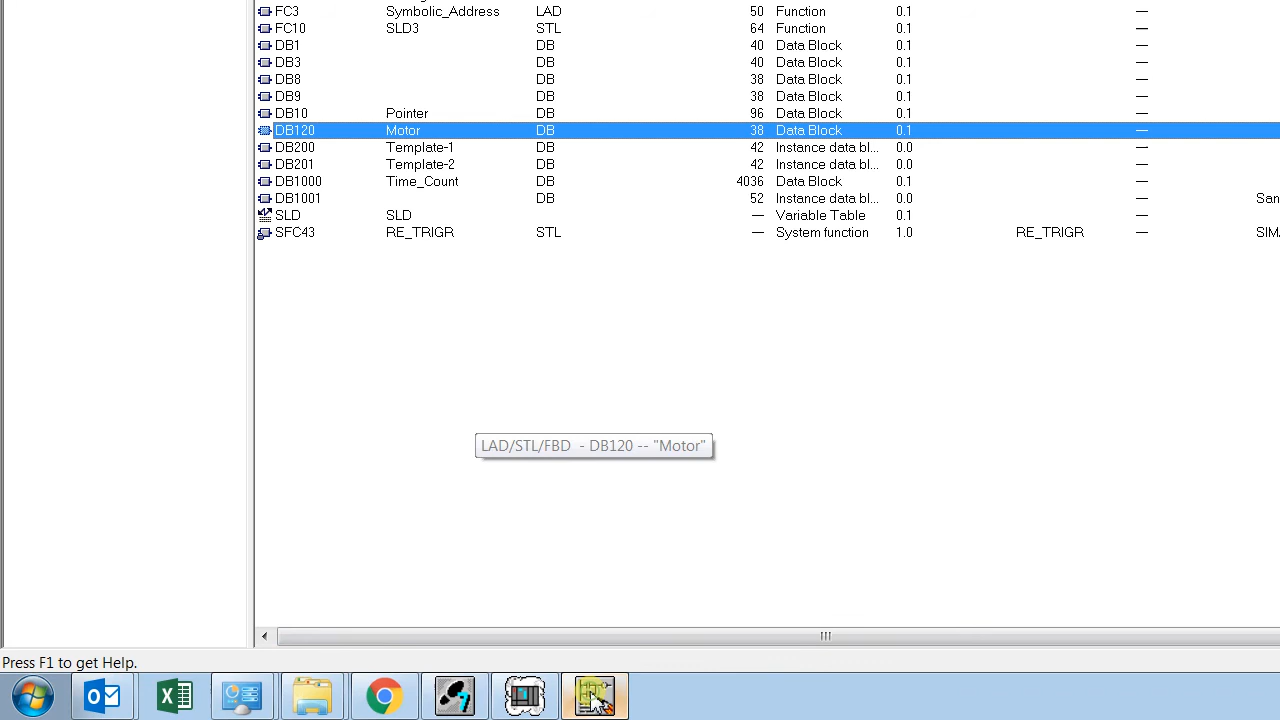 FC3 Symbolic_Address LAD 50 Function 0.1 —
FC10 SLD3 STL 64 Function 0.1 —
DB1 DB 40 Data Block 0.1 —
DB3 DB 40 Data Block 0.1 —
DB8 DB 38 Data Block 0.1 —
DB9 DB 38 Data Block 0.1 —
DB10 Pointer DB 96 Data Block 0.1 —
DB120 Motor DB 38 Data Block 0.1 —
DB200 Template-1 DB 42 Instance data bl... 0.0 —
DB201 Template-2 DB 42 Instance data bl... 0.0 —
DB1000 Time_Count DB 4036 Data Block 0.1 —
DB1001 DB 52 Instance data bl... 0.0 — San
SLD SLD — Variable Table 0.1 —
SFC43 RE_TRIGR STL — System function 1.0 RE_TRIGR — SIM
LAD/STL/FBD - DB120 -- "Motor"
Press F1 to get Help.